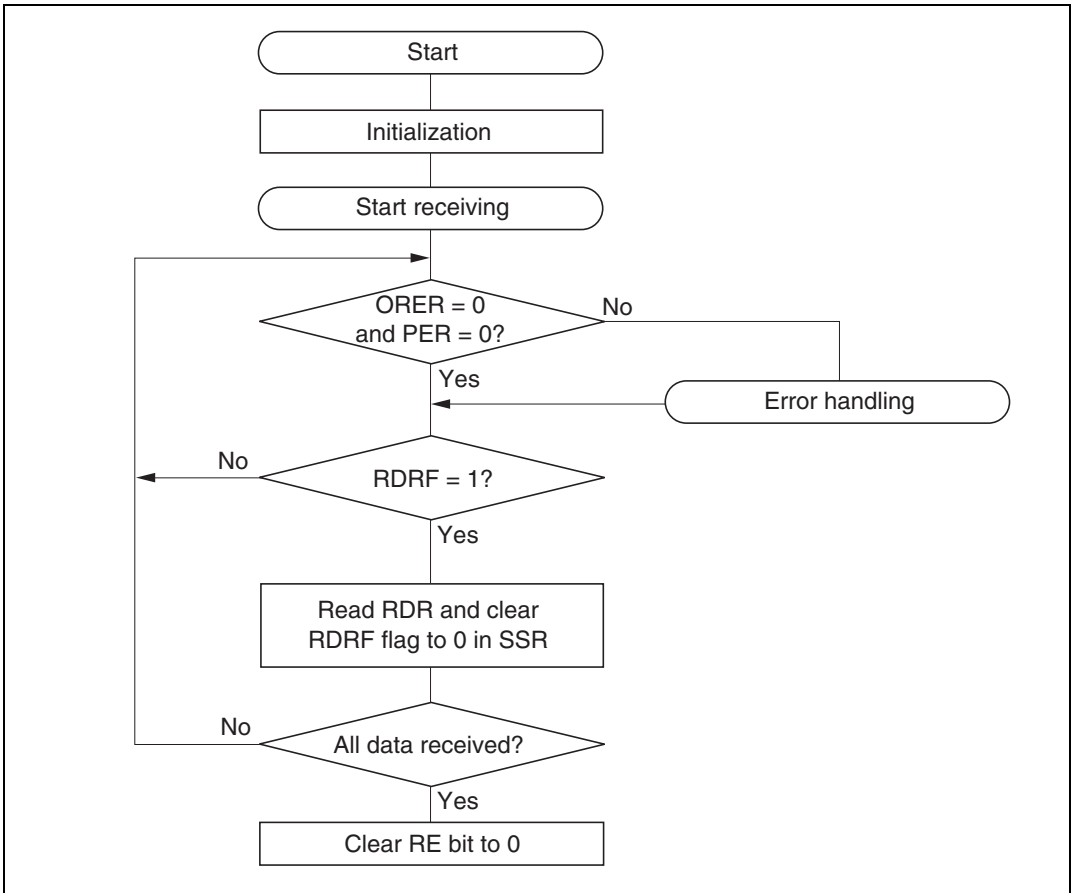 Start
Initialization
Start receiving
ORER = 0
and PER = 0?
No
Yes
Error handling
No
RDRF = 1?
Yes
Read RDR and clear
RDRF flag to 0 in SSR
No
All data received?
Yes
Clear RE bit to 0